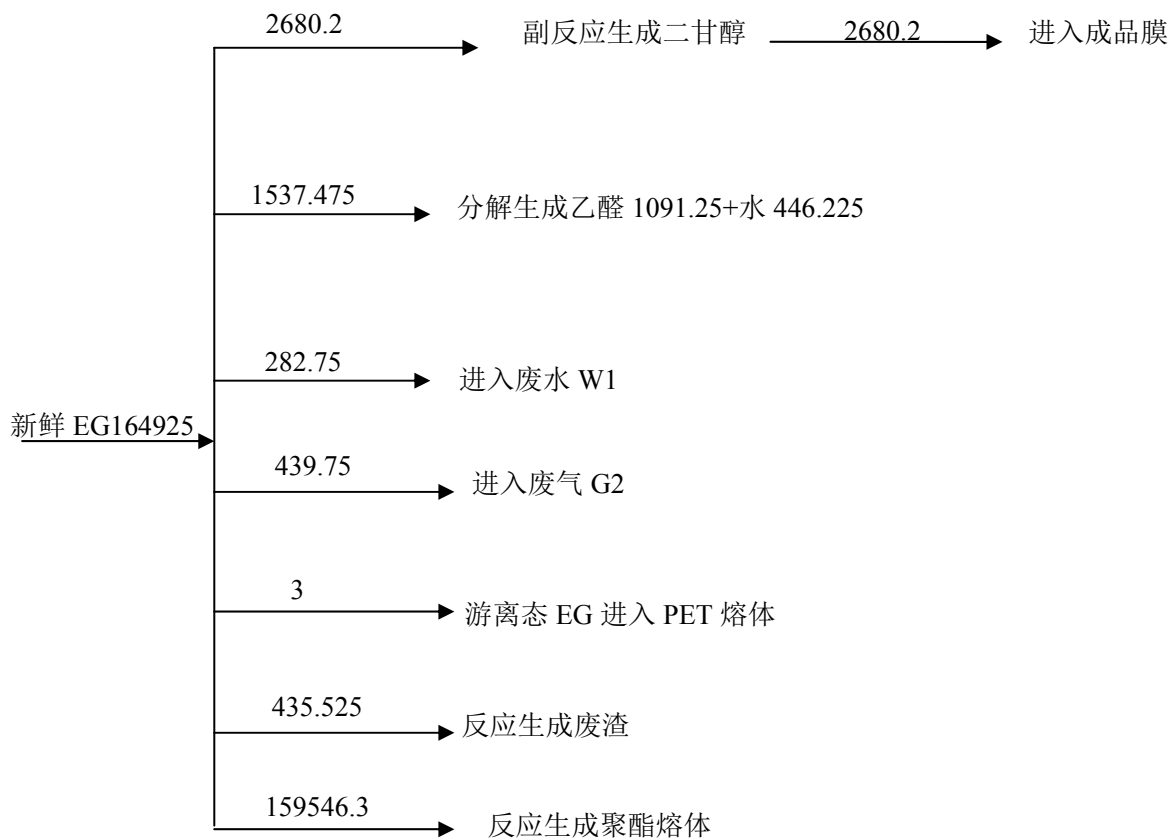 2680.2
副反应生成二甘醇
2680.2
进入成品膜
1537.475
分解生成乙醛 1091.25+水 446.225
282.75
进入废水 W1
新鲜 EG164925
439.75
进入废气 G2
3
游离态 EG 进入 PET 熔体
435.525
反应生成废渣
159546.3
反应生成聚酯熔体